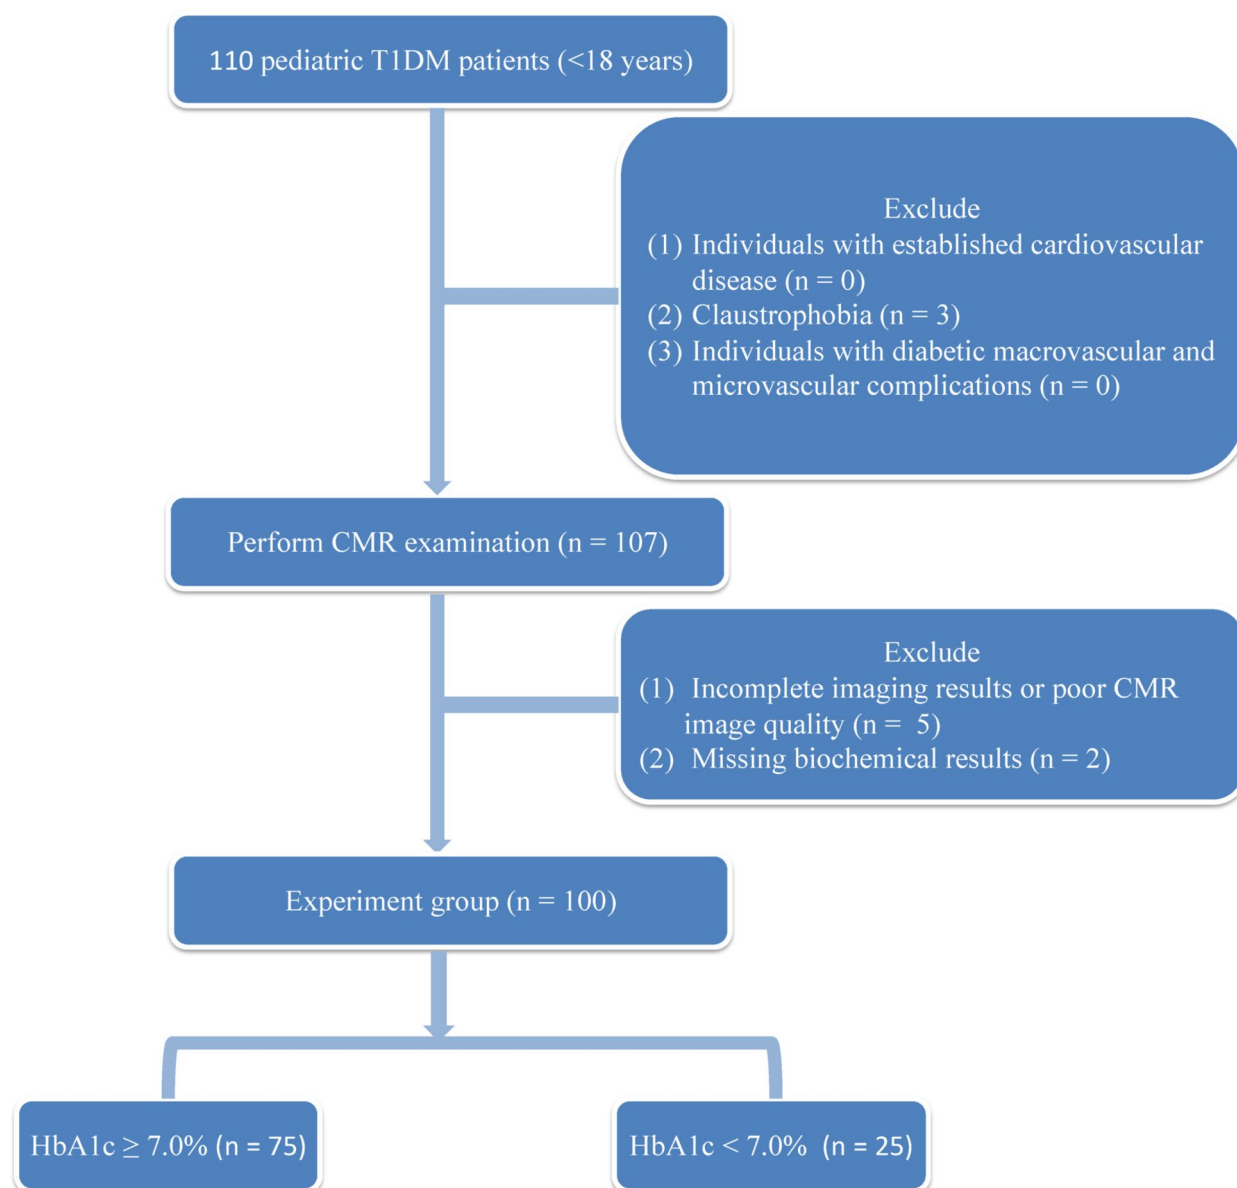 110 pediatric T1DM patients (<18 years)
Exclude
(1) Individuals with established cardiovascular
disease (n = 0)
(2) Claustrophobia (n = 3)
(3) Individuals with diabetic macrovascular and
microvascular complications (n = 0)
Perform CMR examination (n = 107)
Exclude
(1) Incomplete imaging results or poor CMR
image quality (n = 5)
(2) Missing biochemical results (n = 2)
Experiment group (n = 100)
HbA1c ≥ 7.0% (n = 75)
HbA1c < 7.0% (n = 25)